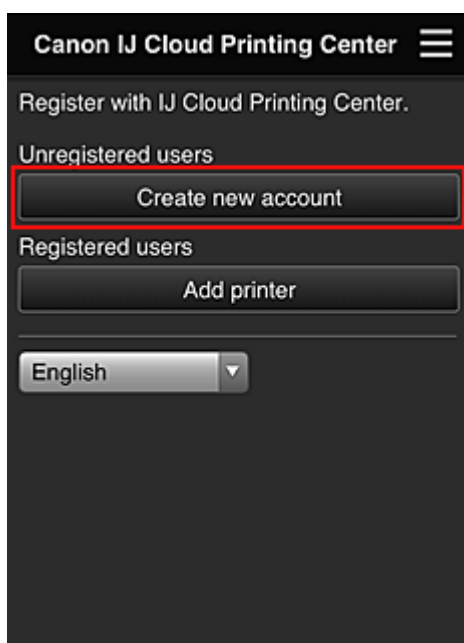 Canon IJ Cloud Printing Center
Register with IJ Cloud Printing Center.
Unregistered users
Create new account
Registered users
Add printer
English